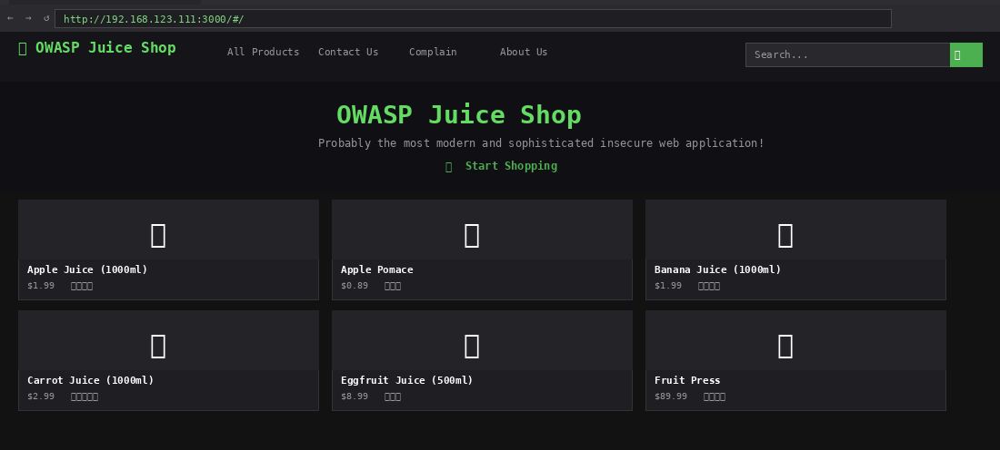 ← → ↺ http://192.168.123.111:3000/#/
OWASP Juice Shop All Products Contact Us Complain About Us Search...
OWASP Juice Shop
Probably the most modern and sophisticated insecure web application!
Start Shopping
Apple Juice (1000ml) Apple Pomace Banana Juice (1000ml)
$1.99 $0.89 $1.99
Carrot Juice (1000ml) Eggfruit Juice (500ml) Fruit Press
$2.99 $8.99 $89.99